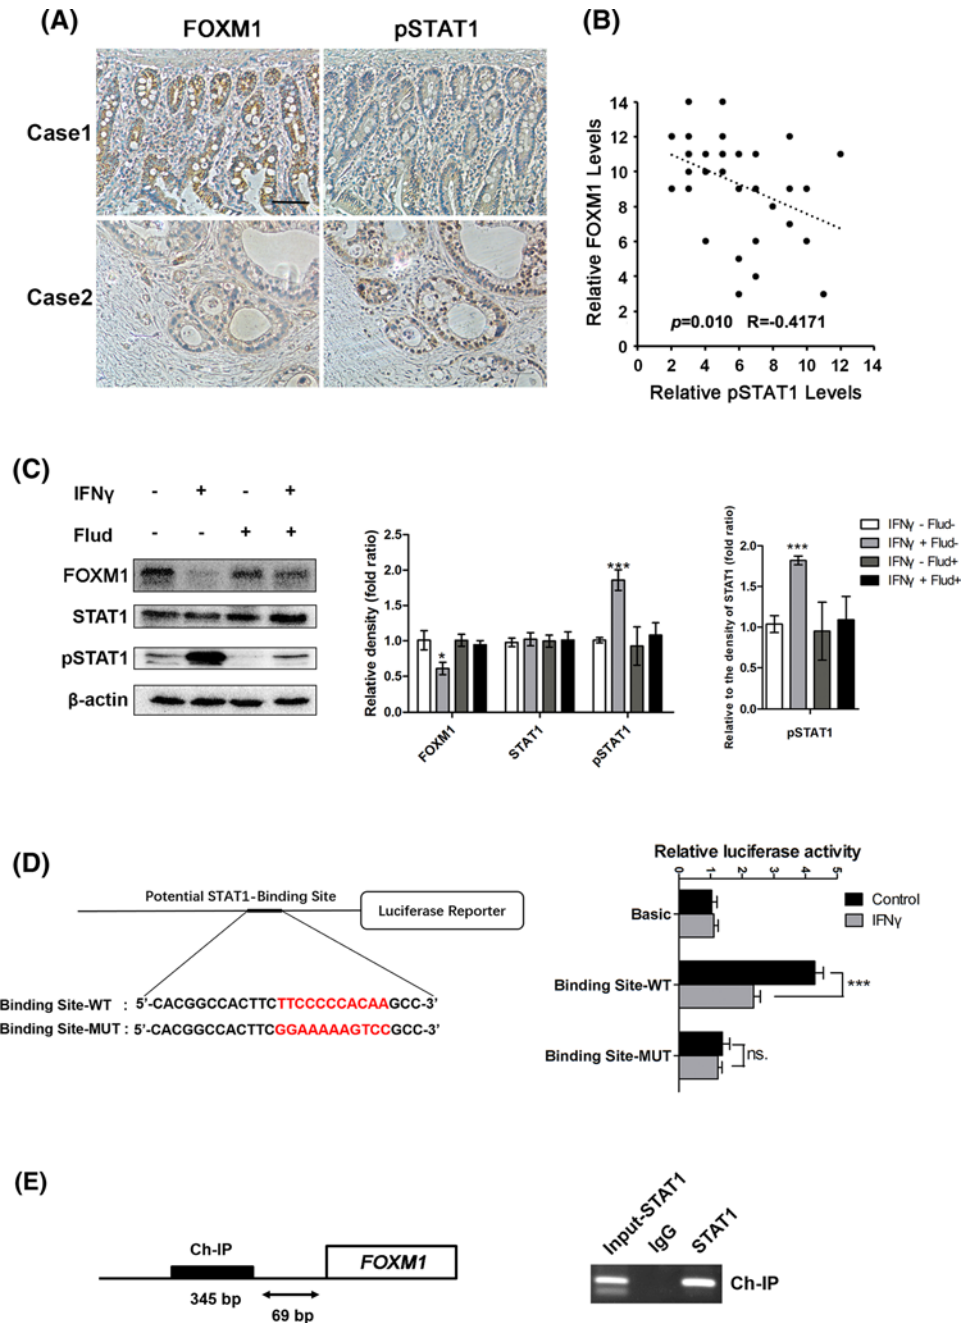 (A)
FOXM1
pSTAT1
Case1
Case2
(B)
Relative FOXM1 Levels
14
12
10
8
6
4
2
0
p=0.010 R=-0.4171
0 2 4 6 8 10 12 14
Relative pSTAT1 Levels
(C)
IFNγ - + - +
Flud - - + +
FOXM1
STAT1
pSTAT1
β-actin
Relative density (fold ratio)
2.5
2.0
1.5
1.0
0.5
0.0
*
***
FOXM1
STAT1
pSTAT1
Relative to the density of STAT1 (fold ratio)
2.0
1.5
1.0
0.5
0.0
***
pSTAT1
IFNγ - Flud-
IFNγ + Flud-
IFNγ - Flud+
IFNγ + Flud+
(D)
Potential STAT1-Binding Site
Luciferase Reporter
Binding Site-WT : 5'-CACGGCCACTTCTTCCCCCACAAGCC-3'
Binding Site-MUT : 5'-CACGGCCACTTCGGAAAAAGTCCGCC-3'
Relative luciferase activity
0 1 2 3 4 5
Basic
Binding Site-WT
Binding Site-MUT
Control
IFNγ
***
ns.
(E)
Ch-IP
345 bp
69 bp
FOXM1
Input-STAT1
IgG
STAT1
Ch-IP